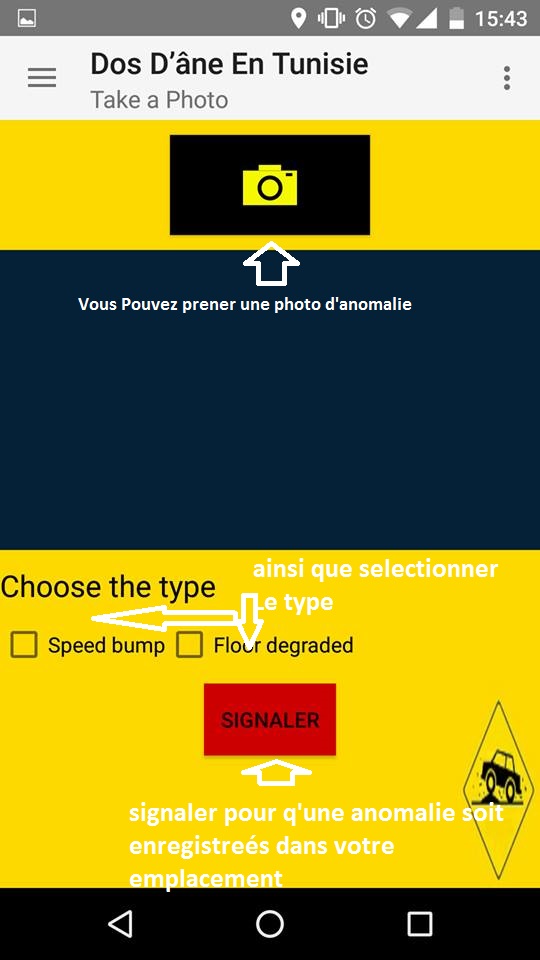 15:43
Dos D’âne En Tunisie
Take a Photo
Vous Pouvez prener une photo d'anomalie
ainsi que selectionner
Le type
Choose the type
Speed bump
Floor degraded
SIGNALER
signaler pour q'une anomalie soit
enregistreés dans votre
emplacement